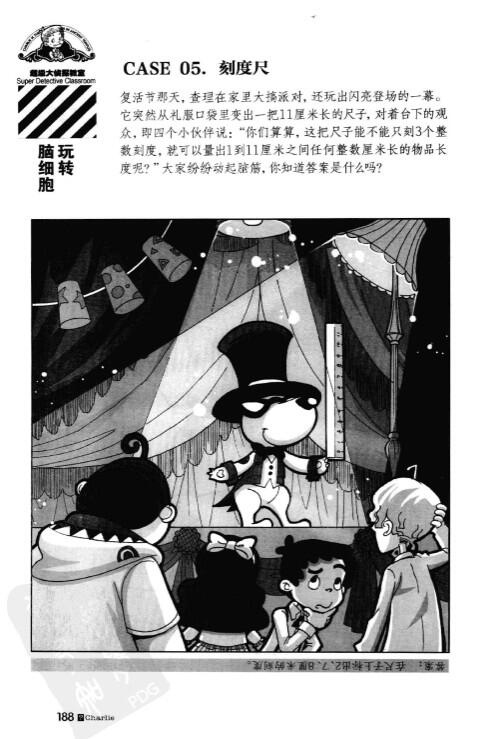 超级大侦探教室
Super Detective Classroom
玩转
脑细胞
CASE 05. 刻度尺
复活节那天，查理在家里大搞派对，还玩出闪亮登场的一幕。
它突然从礼服口袋里变出一把11厘米长的尺子，对着台下的观
众，即四个小伙伴说：“你们算算，这把尺子能不能只刻3个整
数刻度，就可以量出1到11厘米之间任何整数厘米长的物品长
度呢？”大家纷纷动起脑筋，你知道答案是什么吗？
答案：在尺子上标出2、7、8厘米的刻度。
188 Charlie
PDG